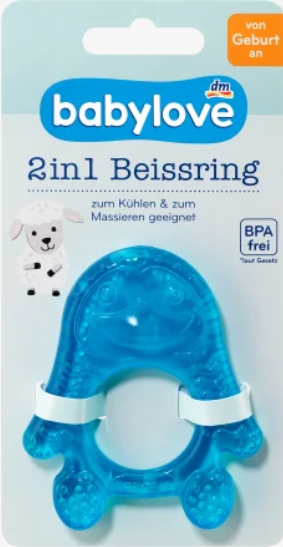 von
Geburt
an
dm
babylove
2in1 Beissring
zum Kühlen & zum
Massieren geeignet
BPA
frei
*laut Gesetz